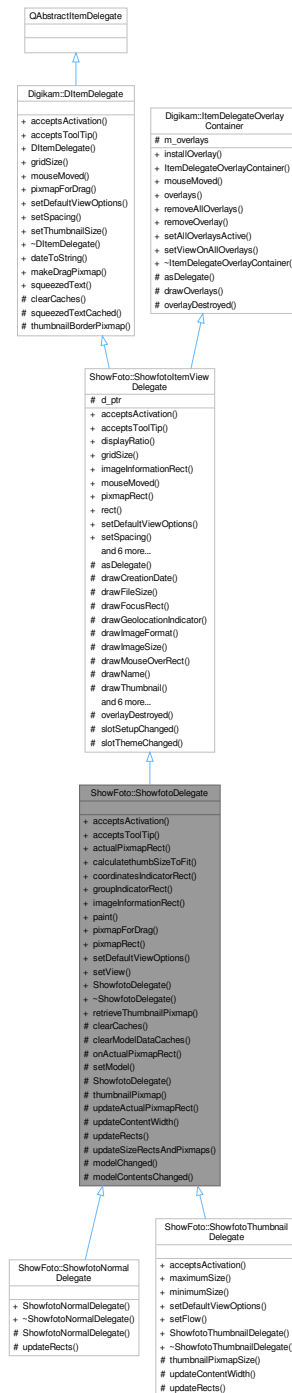 QAbstractItemDelegate
Digikam::DItemDelegate
+ acceptsActivation()
+ acceptsToolTip()
+ DItemDelegate()
+ gridSize()
+ mouseMoved()
+ pixmapForDrag()
+ setDefaultViewOptions()
+ setSpacing()
+ setThumbnailSize()
+ ~DItemDelegate()
+ dateToString()
+ makeDragPixmap()
+ squeezedText()
# clearCaches()
# squeezedTextCached()
# thumbnailBorderPixmap()
Digikam::ItemDelegateOverlay
Container
# m_overlays
+ installOverlay()
+ ItemDelegateOverlayContainer()
+ mouseMoved()
+ overlays()
+ removeAllOverlays()
+ removeOverlay()
+ setAllOverlaysActive()
+ setViewOnAllOverlays()
+ ~ItemDelegateOverlayContainer()
# asDelegate()
# drawOverlays()
# overlayDestroyed()
ShowFoto::ShowfotoItemView
Delegate
# d_ptr
+ acceptsActivation()
+ acceptsToolTip()
+ displayRatio()
+ gridSize()
+ imageInformationRect()
+ mouseMoved()
+ pixmapRect()
+ rect()
+ setDefaultViewOptions()
+ setSpacing()
and 6 more...
# asDelegate()
# drawCreationDate()
# drawFileSize()
# drawFocusRect()
# drawGeolocationIndicator()
# drawImageFormat()
# drawImageSize()
# drawMouseOverRect()
# drawName()
# drawThumbnail()
and 6 more...
# overlayDestroyed()
# slotSetupChanged()
# slotThemeChanged()
ShowFoto::ShowfotoDelegate
+ acceptsActivation()
+ acceptsToolTip()
+ actualPixmapRect()
+ calculatethumbSizeToFit()
+ coordinatesIndicatorRect()
+ groupIndicatorRect()
+ imageInformationRect()
+ paint()
+ pixmapForDrag()
+ pixmapRect()
+ setDefaultViewOptions()
+ setView()
+ ShowfotoDelegate()
+ ~ShowfotoDelegate()
+ retrieveThumbnailPixmap()
# clearCaches()
# clearModelDataCaches()
# onActualPixmapRect()
# setModel()
# ShowfotoDelegate()
# thumbnailPixmap()
# updateActualPixmapRect()
# updateContentWidth()
# updateRects()
# updateSizeRectsAndPixmaps()
# modelChanged()
# modelContentsChanged()
ShowFoto::ShowfotoNormal
Delegate
+ ShowfotoNormalDelegate()
+ ~ShowfotoNormalDelegate()
# ShowfotoNormalDelegate()
# updateRects()
ShowFoto::ShowfotoThumbnail
Delegate
+ acceptsActivation()
+ maximumSize()
+ minimumSize()
+ setDefaultViewOptions()
+ setFlow()
+ ShowfotoThumbnailDelegate()
+ ~ShowfotoThumbnailDelegate()
# thumbnailPixmapSize()
# updateContentWidth()
# updateRects()